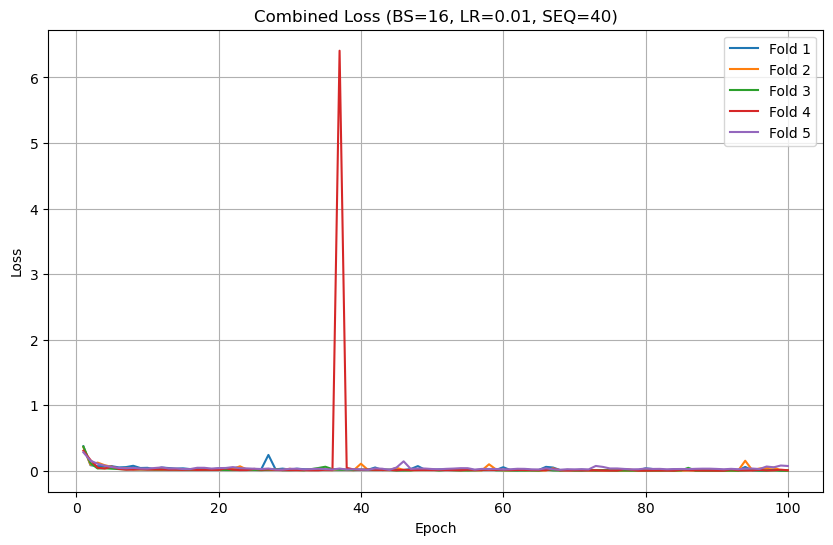 Combined Loss (BS=16, LR=0.01, SEQ=40)
Fold 1
Fold 2
Fold 3
Fold 4
Fold 5
Loss
6
5
4
3
2
1
0
0 20 40 60 80 100
Epoch